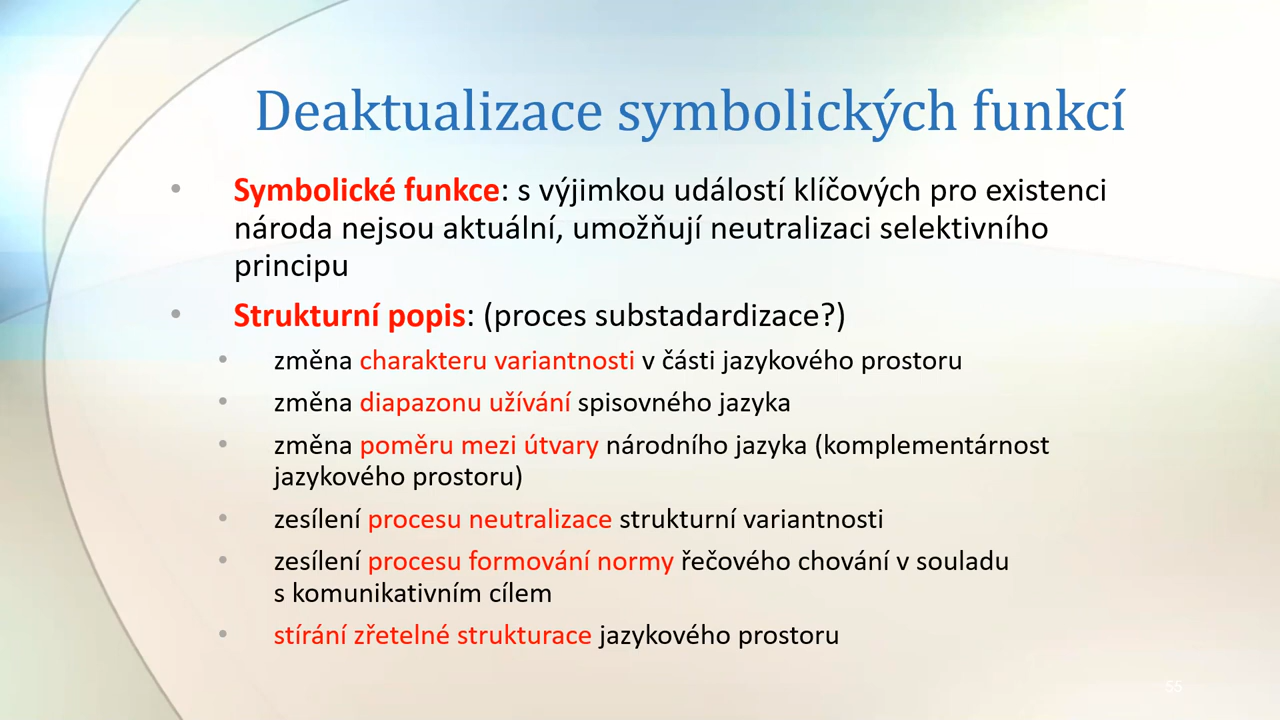 Deaktualizace symbolických funkcí
• Symbolické funkce: s výjimkou událostí klíčových pro existenci
národa nejsou aktuální, umožňují neutralizaci selektivního
principu
• Strukturní popis: (proces substadardizace?)
• změna charakteru variantnosti v části jazykového prostoru
• změna diapazonu užívání spisovného jazyka
• změna poměru mezi útvary národního jazyka (komplementárnost
jazykového prostoru)
• zesílení procesu neutralizace strukturní variantnosti
• zesílení procesu formování normy řečového chování v souladu
s komunikativním cílem
• stírání zřetelné strukturace jazykového prostoru
55